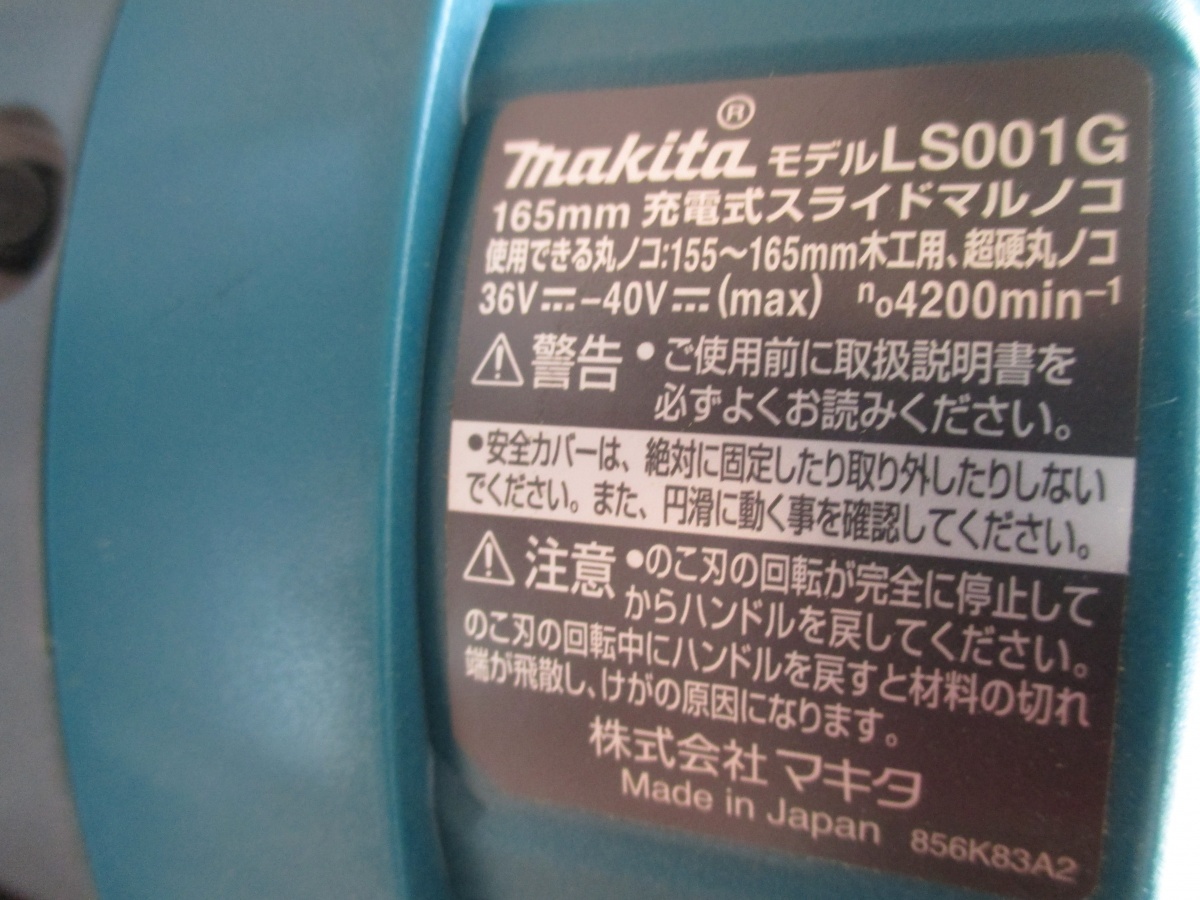 makita® モデルLS001G
165mm 充電式スライドマルノコ
使用できる丸ノコ:155～165mm木工用、超硬丸ノコ
36V⎓-40V⎓(max) n₀4200min⁻¹
⚠警告 •ご使用前に取扱説明書を
必ずよくお読みください。
•安全カバーは、絶対に固定したり取り外したりしない
でください。また、円滑に動く事を確認してください。
⚠注意 •のこ刃の回転が完全に停止して
からハンドルを戻してください。
のこ刃の回転中にハンドルを戻すと材料の切れ
端が飛散し、けがの原因になります。
株式会社 マキタ
Made in Japan 856K83A2